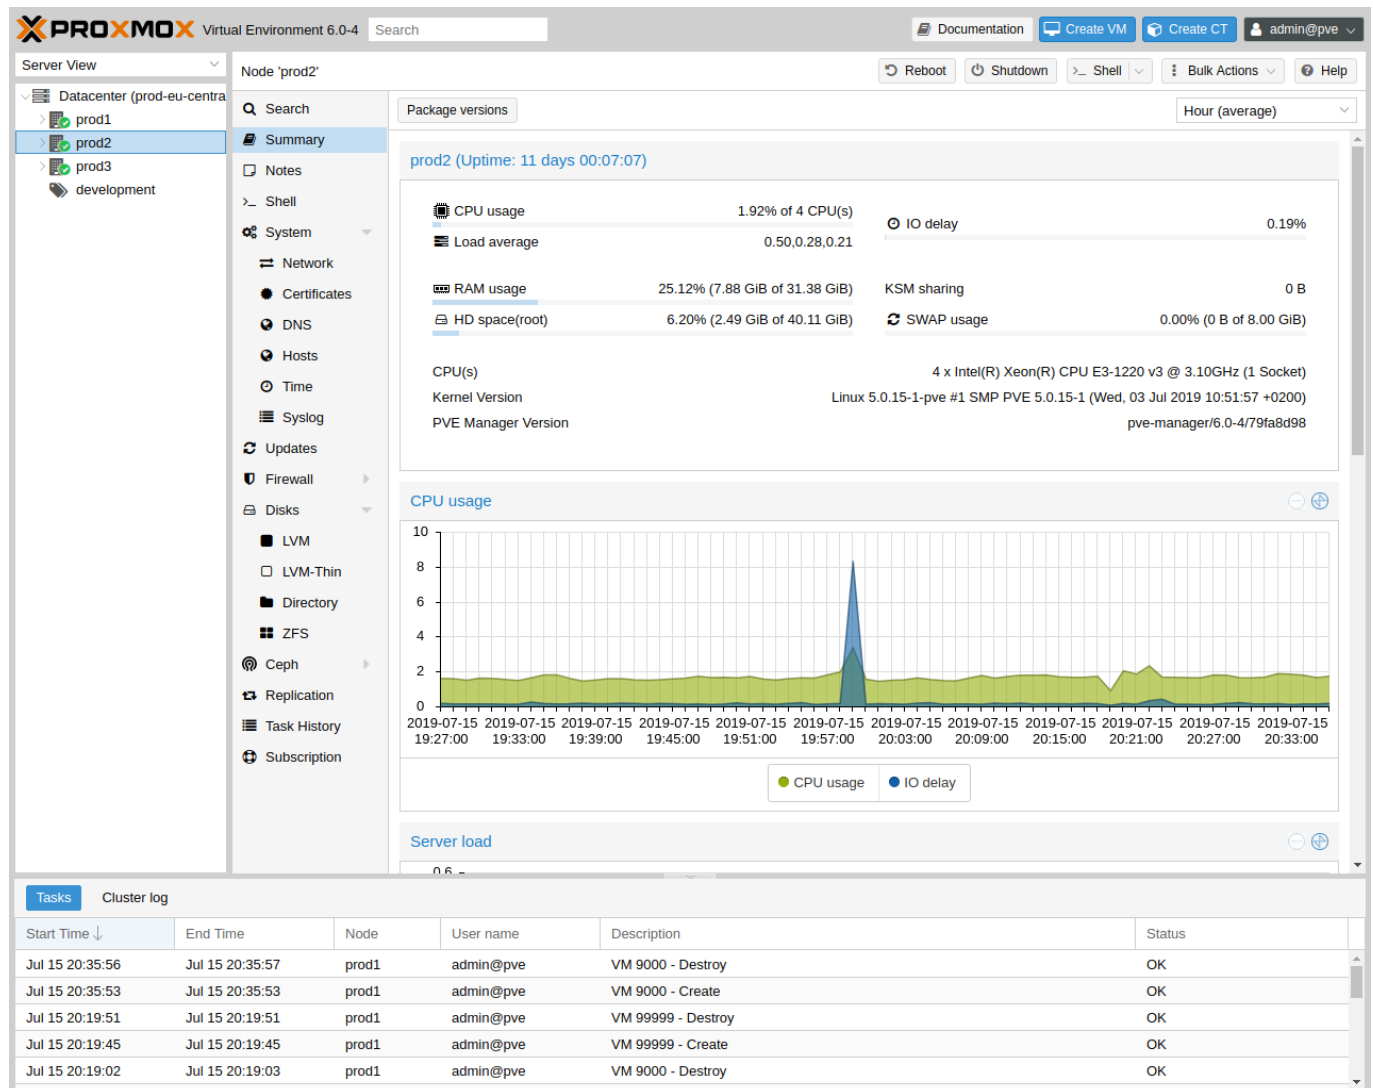 PROXMOX Virtual Environment 6.0-4 Search Documentation Create VM Create CT admin@pve
Server View
Datacenter (prod-eu-centra
prod1
prod2
prod3
development
Node 'prod2' Reboot Shutdown >_ Shell Bulk Actions Help
Search
Summary
Notes
>_ Shell
System
Network
Certificates
DNS
Hosts
Time
Syslog
Updates
Firewall
Disks
LVM
LVM-Thin
Directory
ZFS
Ceph
Replication
Task History
Subscription
Package versions Hour (average)
prod2 (Uptime: 11 days 00:07:07)
CPU usage 1.92% of 4 CPU(s)
Load average 0.50,0.28,0.21
IO delay 0.19%
RAM usage 25.12% (7.88 GiB of 31.38 GiB)
HD space(root) 6.20% (2.49 GiB of 40.11 GiB)
KSM sharing 0 B
SWAP usage 0.00% (0 B of 8.00 GiB)
CPU(s) 4 x Intel(R) Xeon(R) CPU E3-1220 v3 @ 3.10GHz (1 Socket)
Kernel Version Linux 5.0.15-1-pve #1 SMP PVE 5.0.15-1 (Wed, 03 Jul 2019 10:51:57 +0200)
PVE Manager Version pve-manager/6.0-4/79fa8d98
CPU usage
10
8
6
4
2
0
2019-07-15 2019-07-15 2019-07-15 2019-07-15 2019-07-15 2019-07-15 2019-07-15 2019-07-15 2019-07-15 2019-07-15 2019-07-15 2019-07-15
19:27:00 19:33:00 19:39:00 19:45:00 19:51:00 19:57:00 20:03:00 20:09:00 20:15:00 20:21:00 20:27:00 20:33:00
CPU usage IO delay
Server load
0.6
Tasks Cluster log
Start Time End Time Node User name Description Status
Jul 15 20:35:56 Jul 15 20:35:57 prod1 admin@pve VM 9000 - Destroy OK
Jul 15 20:35:53 Jul 15 20:35:53 prod1 admin@pve VM 9000 - Create OK
Jul 15 20:19:51 Jul 15 20:19:51 prod1 admin@pve VM 99999 - Destroy OK
Jul 15 20:19:45 Jul 15 20:19:45 prod1 admin@pve VM 99999 - Create OK
Jul 15 20:19:02 Jul 15 20:19:03 prod1 admin@pve VM 9000 - Destroy OK